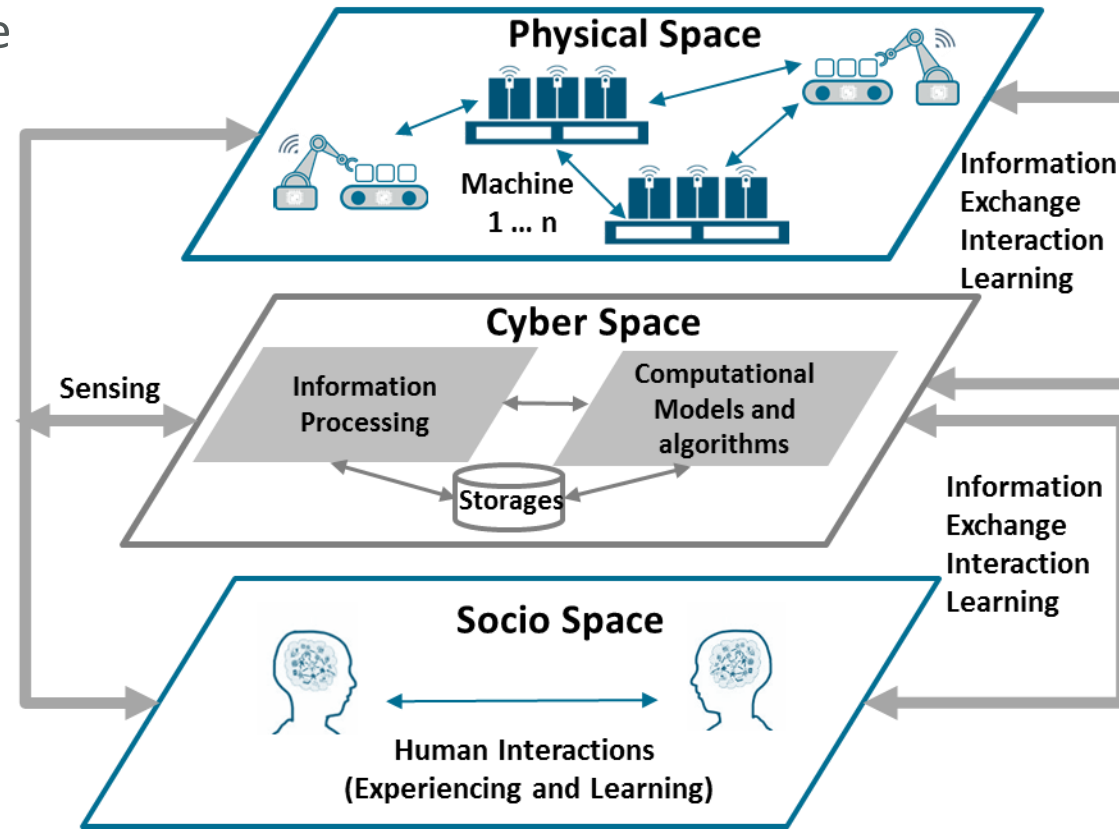 e
Physical Space
Machine
1 ... n
Information
Exchange
Interaction
Learning
Cyber Space
Sensing
Information
Processing
Computational
Models and
algorithms
Storages
Information
Exchange
Interaction
Learning
Socio Space
Human Interactions
(Experiencing and Learning)